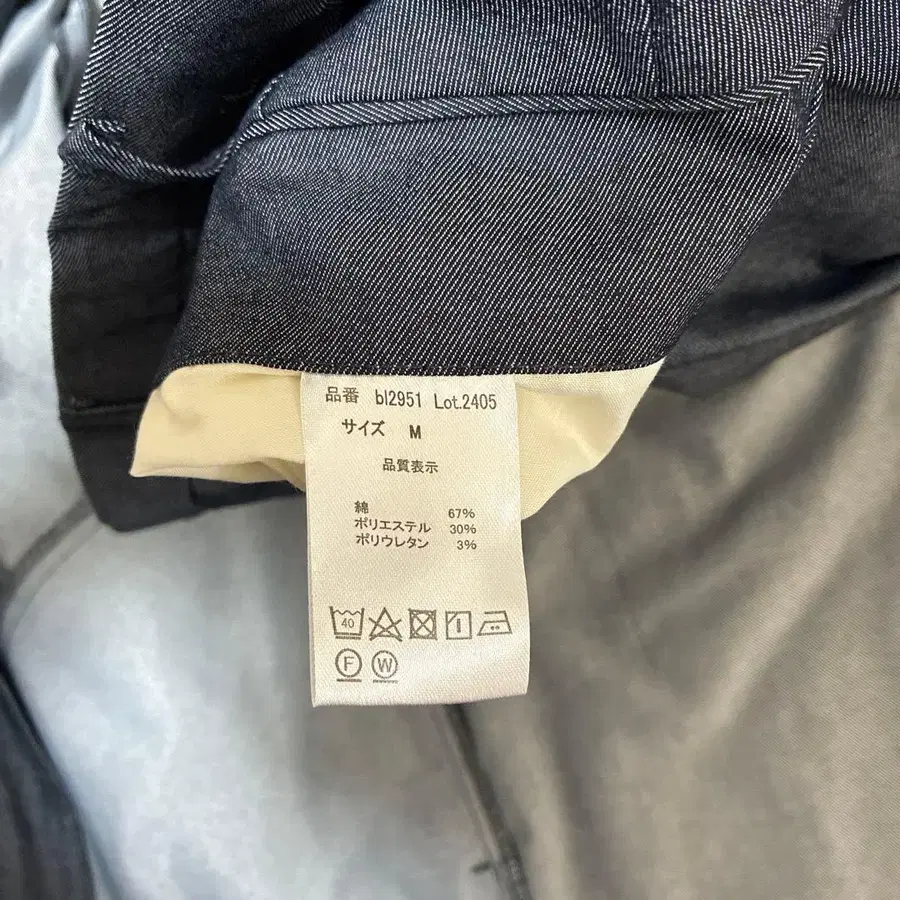 品番 bl2951 Lot.2405
サイズ M
品質表示
綿 67%
ポリエステル 30%
ポリウレタン 3%
40
F W